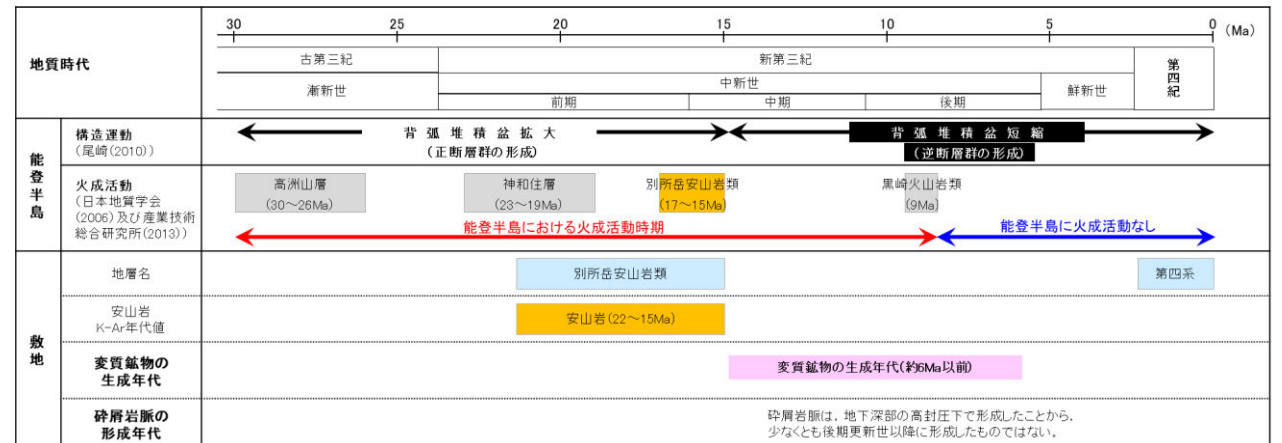 30 25 20 15 10 5 0 (Ma)
地質時代
古第三紀 新第三紀 第四紀
漸新世 中新世 鮮新世
前期 中期 後期
能登半島
構造運動
(尾崎(2010))
背弧堆積盆拡大
(正断層群の形成)
背弧堆積盆短縮
(逆断層群の形成)
火成活動
(日本地質学会
(2006)及び産業技術
総合研究所(2013))
高洲山層
(30~26Ma)
神和住層
(23~19Ma)
別所岳安山岩類
(17~15Ma)
黒崎火山岩類
(9Ma)
能登半島における火成活動時期
能登半島に火成活動なし
敷地
地層名
別所岳安山岩類
第四系
安山岩
K-Ar年代値
安山岩(22~15Ma)
変質鉱物の
生成年代
変質鉱物の生成年代(約6Ma以前)
砕屑岩脈の
形成年代
砕屑岩脈は,地下深部の高封圧下で形成したことから,
少なくとも後期更新世以降に形成したものではない。